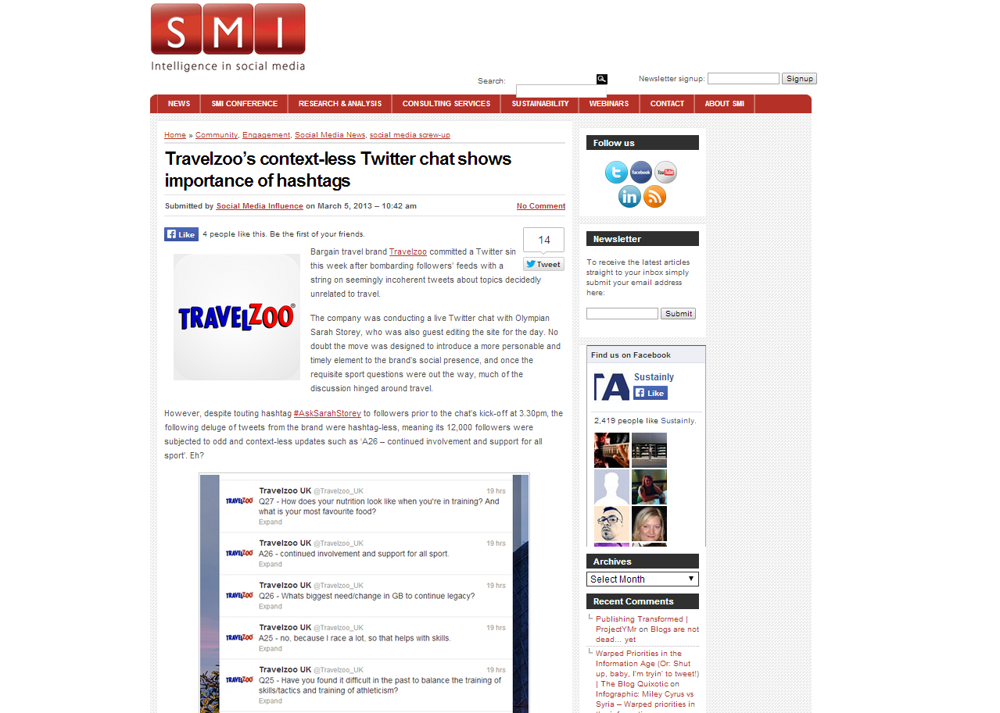 SMI
Intelligence in social media
Search:
Newsletter signup: Signup
NEWS SMI CONFERENCE RESEARCH & ANALYSIS CONSULTING SERVICES SUSTAINABILITY WEBINARS CONTACT ABOUT SMI
Home » Community, Engagement, Social Media News, social media screw-up
Travelzoo’s context-less Twitter chat shows
importance of hashtags
Submitted by Social Media Influence on March 5, 2013 – 10:42 am
No Comment
Like 4 people like this. Be the first of your friends.
14
Tweet
TRAVELZOO®
Bargain travel brand Travelzoo committed a Twitter sin
this week after bombarding followers’ feeds with a
string on seemingly incoherent tweets about topics decidedly
unrelated to travel.
The company was conducting a live Twitter chat with Olympian
Sarah Storey, who was also guest editing the site for the day. No
doubt the move was designed to introduce a more personable and
timely element to the brand’s social presence, and once the
requisite sport questions were out the way, much of the
discussion hinged around travel.
However, despite touting hashtag #AskSarahStorey to followers prior to the chat’s kick-off at 3.30pm, the
following deluge of tweets from the brand were hashtag-less, meaning its 12,000 followers were
subjected to odd and context-less updates such as ‘A26 – continued involvement and support for all
sport’. Eh?
TRAVELZOO
Travelzoo UK @Travelzoo_UK 19 hrs
Q27 - How does your nutrition look like when you're in training? And
what is your most favourite food?
Expand
TRAVELZOO
Travelzoo UK @Travelzoo_UK 19 hrs
A26 - continued involvement and support for all sport.
Expand
TRAVELZOO
Travelzoo UK @Travelzoo_UK 19 hrs
Q26 - Whats biggest need/change in GB to continue legacy?
Expand
TRAVELZOO
Travelzoo UK @Travelzoo_UK 19 hrs
A25 - no, because I race a lot, so that helps with skills.
Expand
TRAVELZOO
Travelzoo UK @Travelzoo_UK 19 hrs
Q25 - Have you found it difficult in the past to balance the training of
skills/tactics and training of athleticism?
Expand
Follow us
facebook
YouTube
in
Newsletter
To receive the latest articles
straight to your inbox simply
submit your email address
here:
Submit
Find us on Facebook
Sustainly
Like
2,419 people like Sustainly.
Archives
Select Month
Recent Comments
Publishing Transformed |
ProjectYMr on Blogs are not
dead... yet
Warped Priorities in the
Information Age (Or: Shut
up, baby, I'm tryin' to tweet!)
| The Blog Quixotic on
Infographic: Miley Cyrus vs
Syria – Warped priorities in